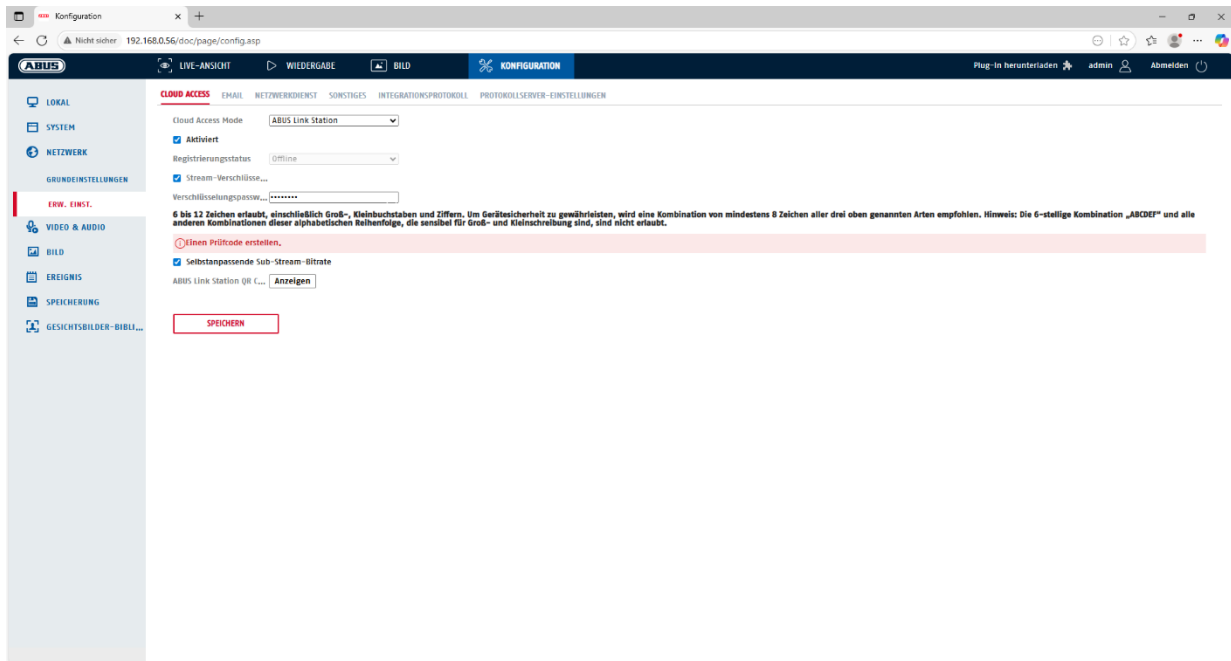 Konfiguration
Nicht sicher 192.168.0.56/doc/page/config.asp
ABUS LIVE-ANSICHT WIEDERGABE BILD KONFIGURATION Plug-in herunterladen admin Abmelden
LOKAL
SYSTEM
NETZWERK
GRUNDEINSTELLUNGEN
ERW. EINST.
VIDEO & AUDIO
BILD
EREIGNIS
SPEICHERUNG
GESICHTSBILDER-BIBLI...
CLOUD ACCESS EMAIL NETZWERKDIENST SONSTIGES INTEGRATIONSPROTOKOLL PROTOKOLLSERVER-EINSTELLUNGEN
Cloud Access Mode ABUS Link Station
Aktiviert
Registrierungsstatus Offline
Stream-Verschlüsse...
Verschlüsselungspassw... ••••••••
6 bis 12 Zeichen erlaubt, einschließlich Groß-, Kleinbuchstaben und Ziffern. Um Gerätesicherheit zu gewährleisten, wird eine Kombination von mindestens 8 Zeichen aller drei oben genannten Arten empfohlen. Hinweis: Die 6-stellige Kombination „ABCDEF" und alle
anderen Kombinationen dieser alphabetischen Reihenfolge, die sensibel für Groß- und Kleinschreibung sind, sind nicht erlaubt.
Einen Prüfcode erstellen.
Selbstanpassende Sub-Stream-Bitrate
ABUS Link Station QR C... Anzeigen
SPEICHERN